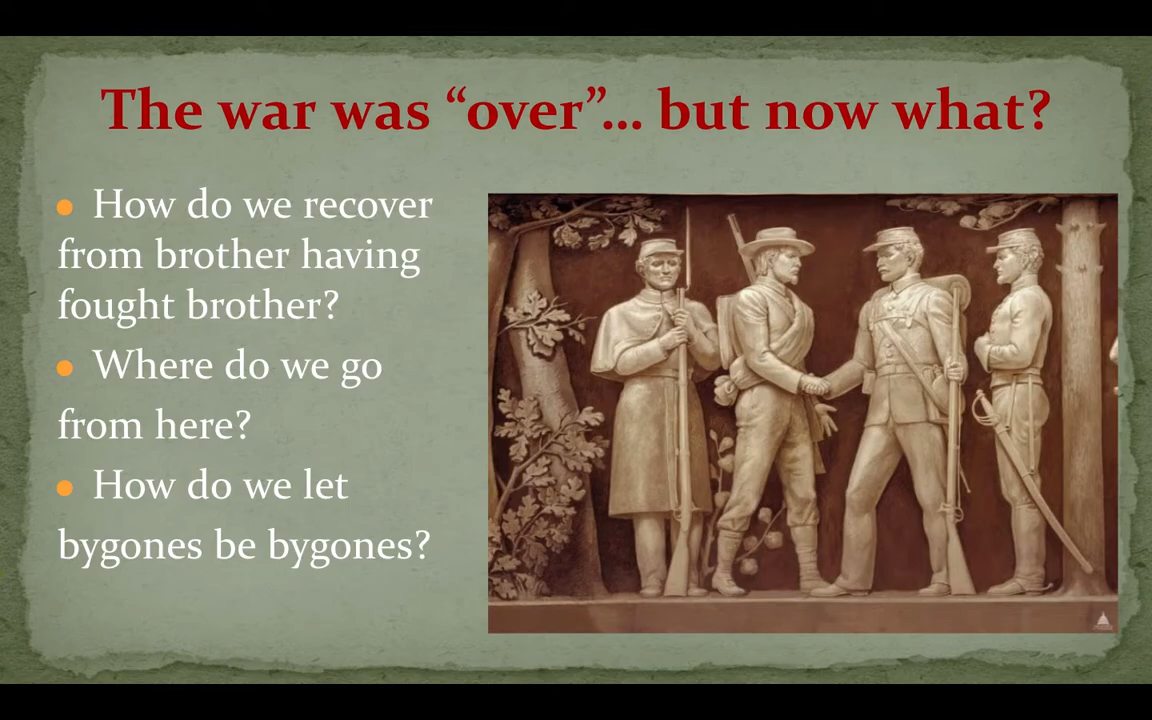 The war was “over”... but now what?
• How do we recover
from brother having
fought brother?
• Where do we go
from here?
• How do we let
bygones be bygones?